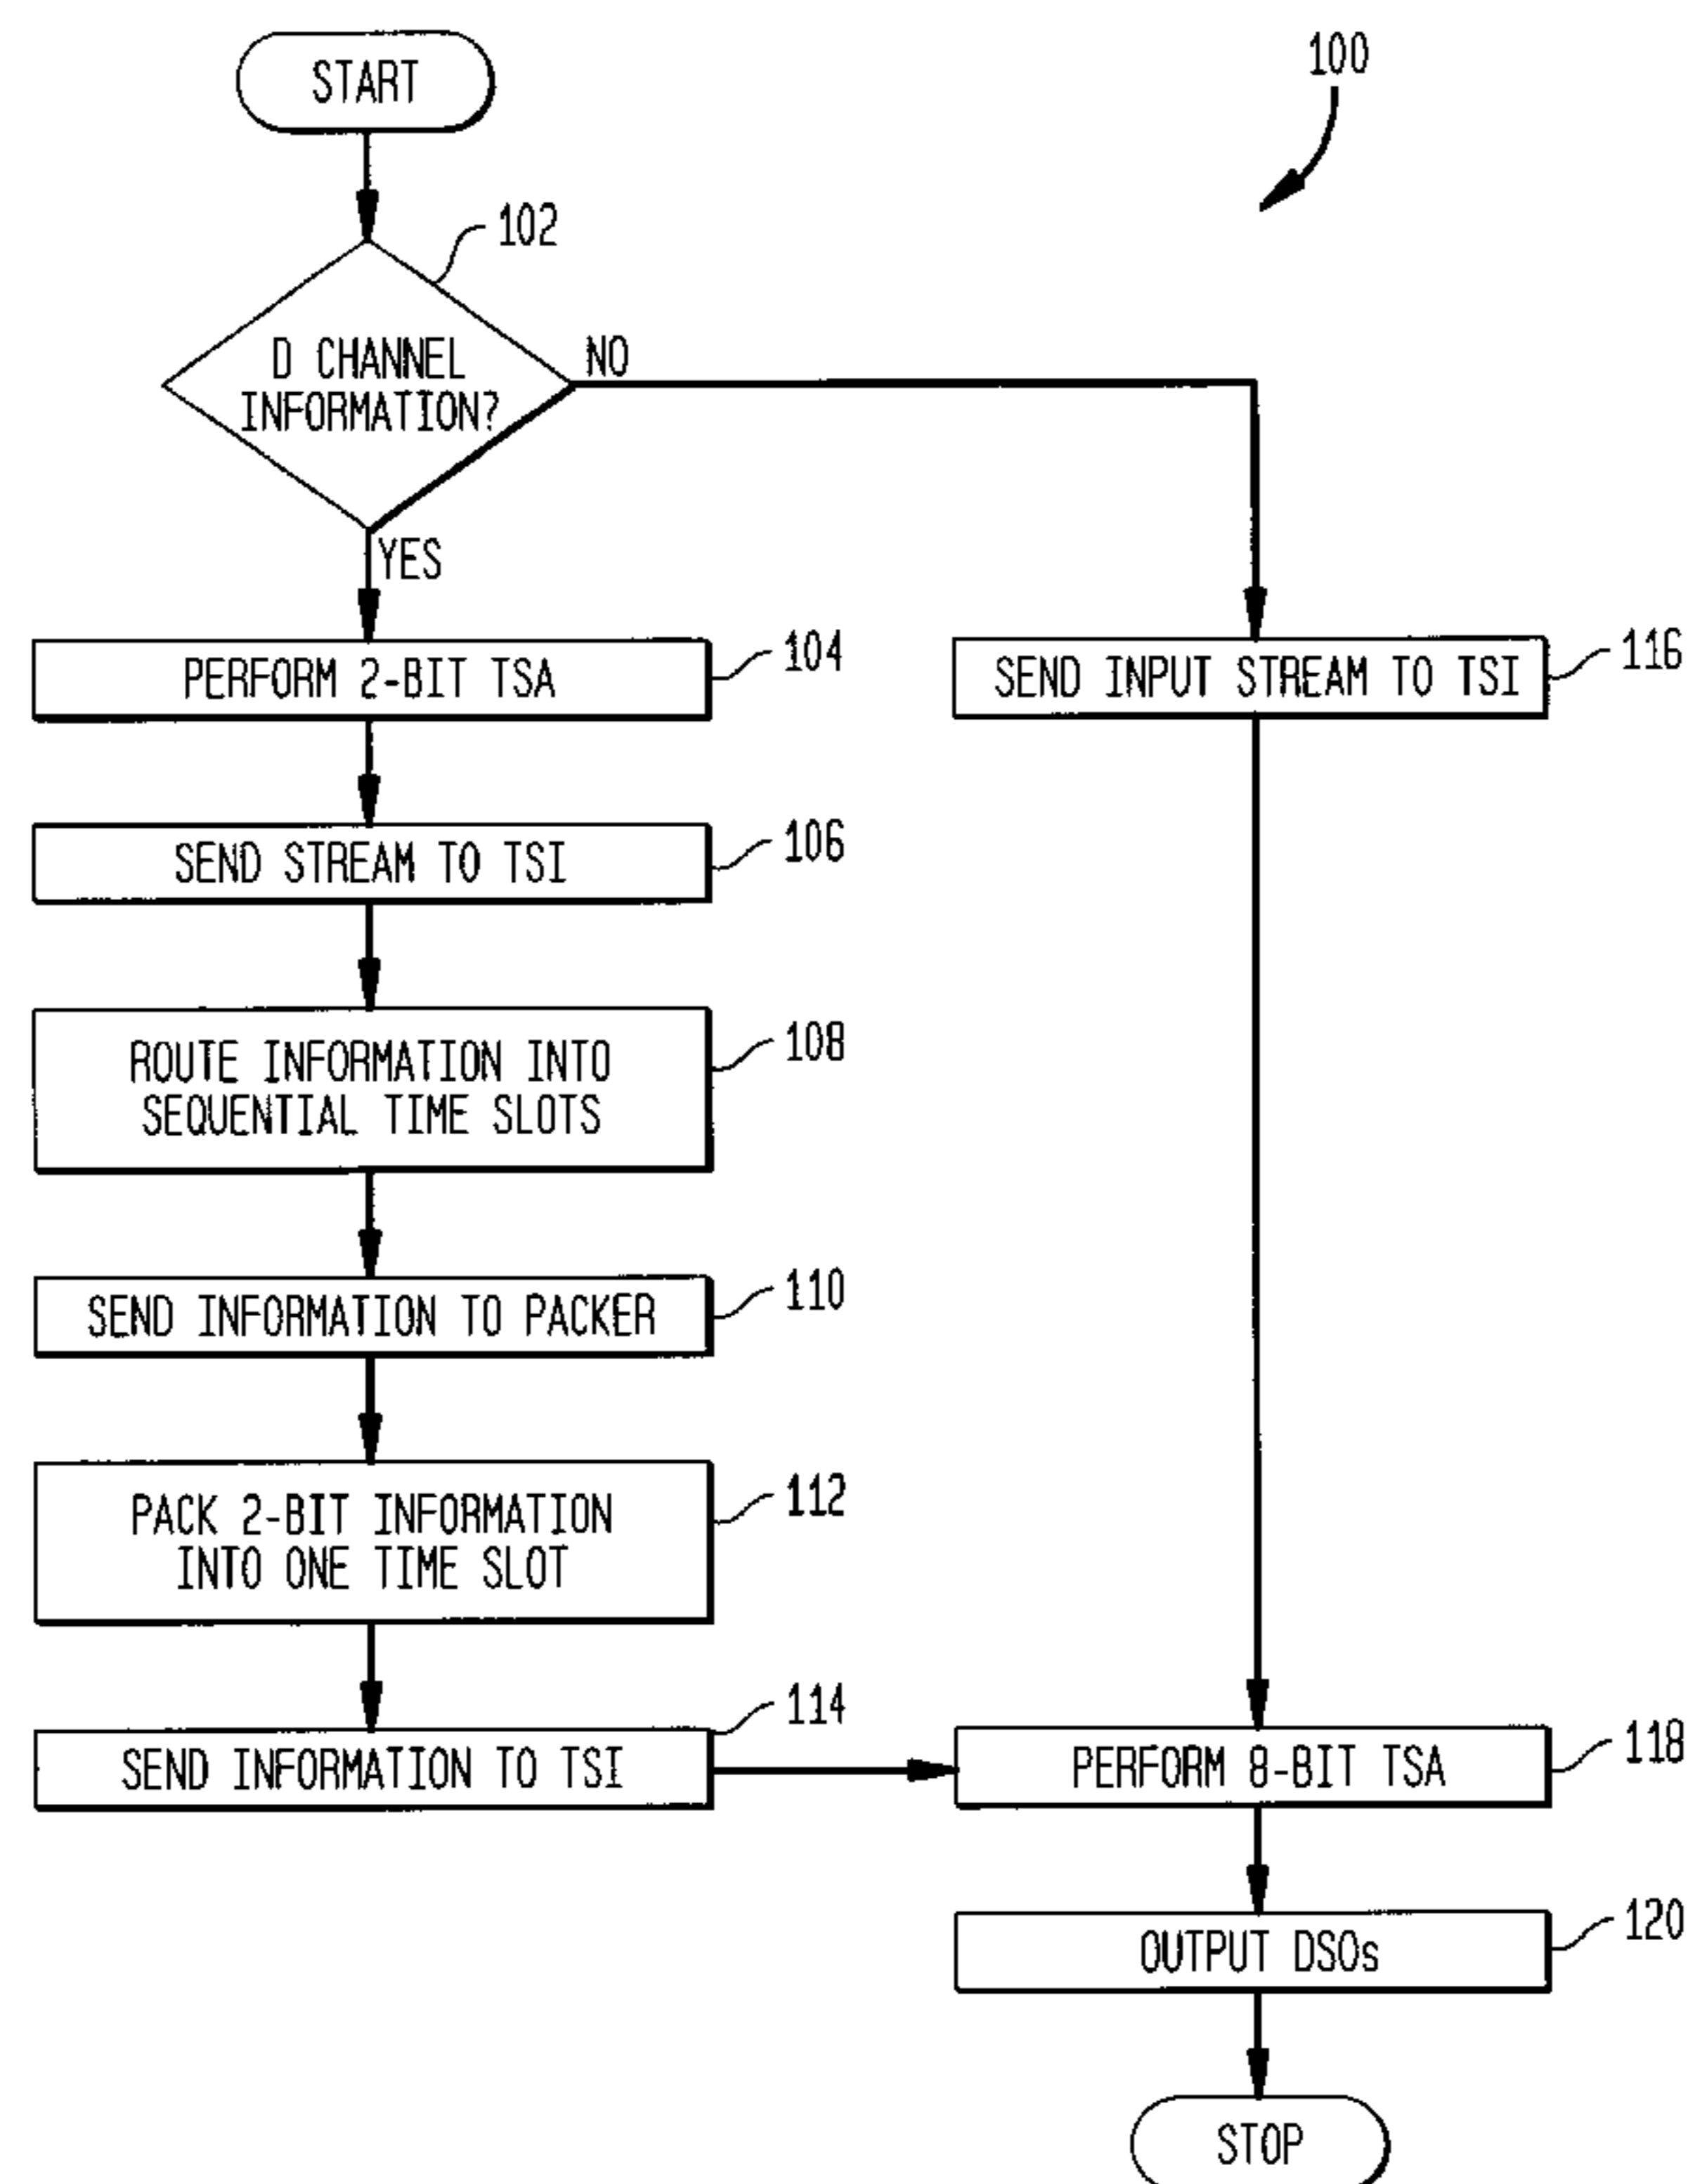 START
100
102
D CHANNEL
INFORMATION?
NO
YES
PERFORM 2-BIT TSA
104
SEND INPUT STREAM TO TSI
116
SEND STREAM TO TSI
106
ROUTE INFORMATION INTO
SEQUENTIAL TIME SLOTS
108
SEND INFORMATION TO PACKER
110
PACK 2-BIT INFORMATION
INTO ONE TIME SLOT
112
SEND INFORMATION TO TSI
114
PERFORM 8-BIT TSA
118
OUTPUT DSOs
120
STOP